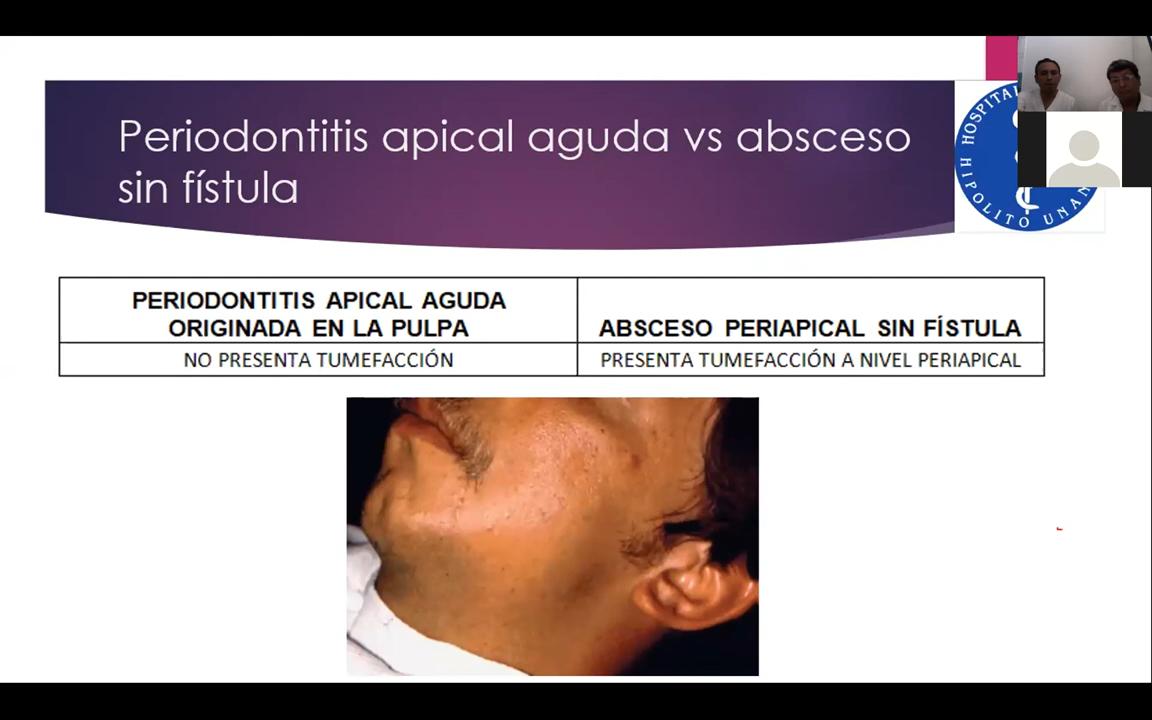 Periodontitis apical aguda vs absceso
sin fístula
HOSPITAL
HIPOLITO UNAN
PERIODONTITIS APICAL AGUDA
ORIGINADA EN LA PULPA
ABSCESO PERIAPICAL SIN FÍSTULA
NO PRESENTA TUMEFACCIÓN
PRESENTA TUMEFACCIÓN A NIVEL PERIAPICAL